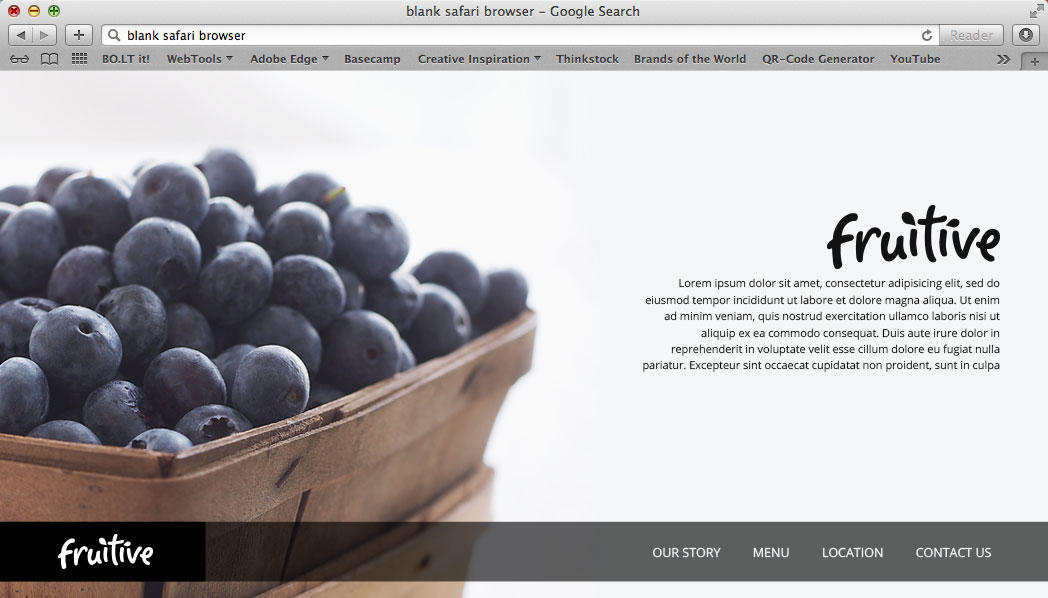 blank safari browser – Google Search
blank safari browser
Reader
BO.LT it! WebTools Adobe Edge Basecamp Creative Inspiration Thinkstock Brands of the World QR-Code Generator YouTube
fruitive
Lorem ipsum dolor sit amet, consectetur adipisicing elit, sed do
eiusmod tempor incididunt ut labore et dolore magna aliqua. Ut enim
ad minim veniam, quis nostrud exercitation ullamco laboris nisi ut
aliquip ex ea commodo consequat. Duis aute irure dolor in
reprehenderit in voluptate velit esse cillum dolore eu fugiat nulla
pariatur. Excepteur sint occaecat cupidatat non proident, sunt in culpa
fruitive OUR STORY MENU LOCATION CONTACT US